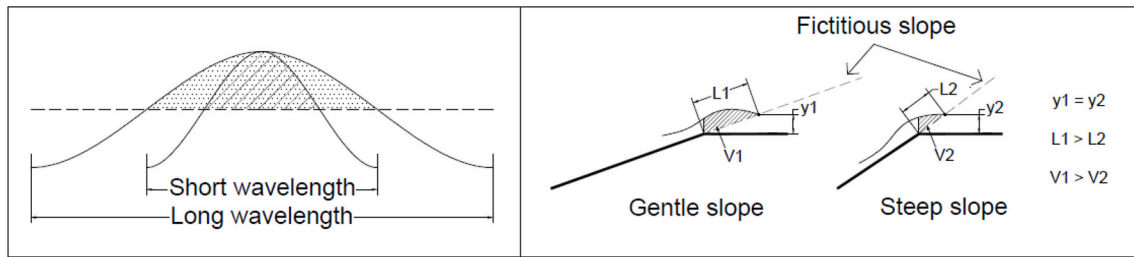 Short wavelength
Long wavelength
Fictitious slope
L1
y1
V1
L2
y2
V2
y1 = y2
L1 > L2
V1 > V2
Gentle slope
Steep slope